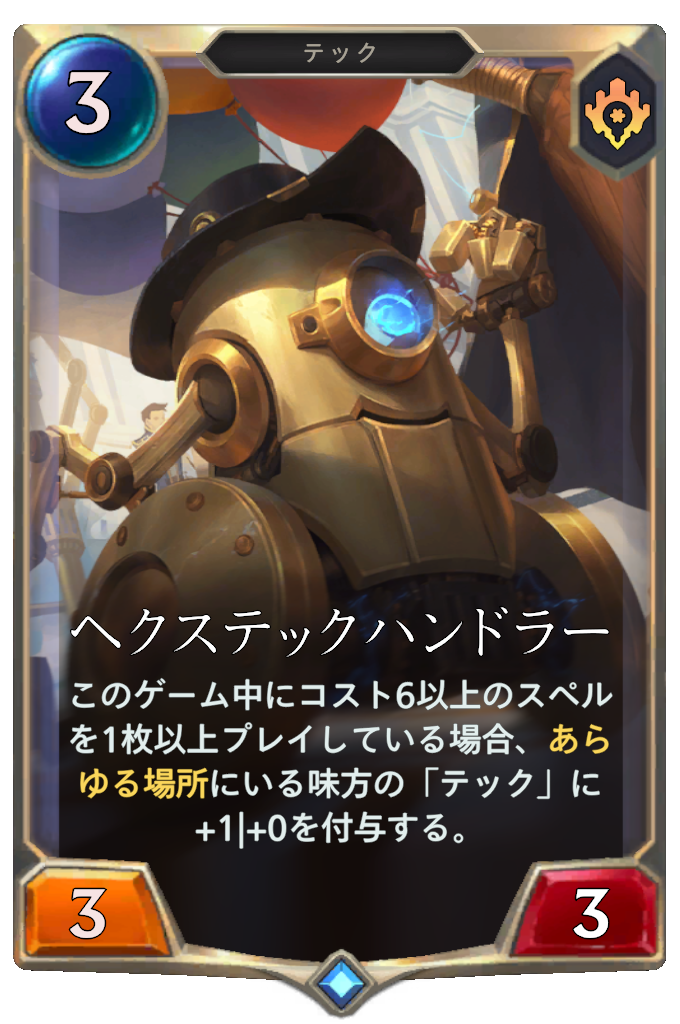 3
テック
ヘクステックハンドラー
このゲーム中にコスト6以上のスペル
を1枚以上プレイしている場合、あら
ゆる場所にいる味方の「テック」に
+1|+0を付与する。
3
3